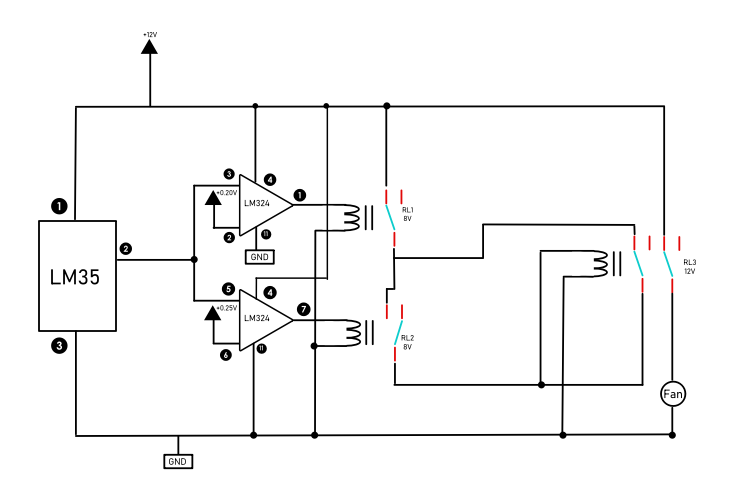 +12V
1
3
4
+0.20V
LM324
1
2
11
GND
RL1
8V
2
LM35
5
4
+0.25V
LM324
7
6
11
RL2
8V
RL3
12V
3
Fan
GND